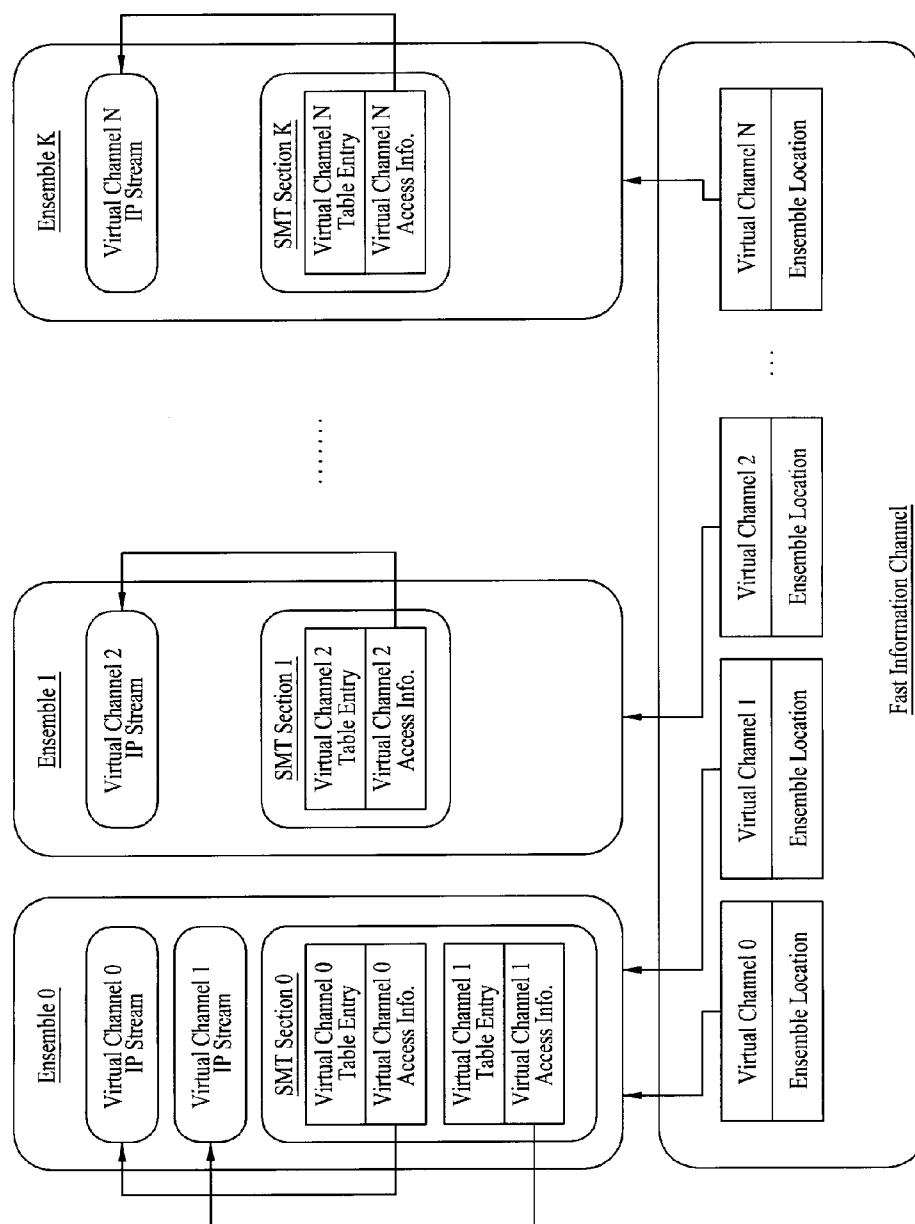 Ensemble 0
Virtual Channel 0
IP Stream
Virtual Channel 1
IP Stream
SMT Section 0
Virtual Channel 0
Table Entry
Virtual Channel 0
Access Info.
Virtual Channel 1
Table Entry
Virtual Channel 1
Access Info.
Ensemble 1
Virtual Channel 2
IP Stream
SMT Section 1
Virtual Channel 2
Table Entry
Virtual Channel 2
Access Info.
.......
Ensemble K
Virtual Channel N
IP Stream
SMT Section K
Virtual Channel N
Table Entry
Virtual Channel N
Access Info.
Virtual Channel 0
Ensemble Location
Virtual Channel 1
Ensemble Location
Virtual Channel 2
Ensemble Location
...
Virtual Channel N
Ensemble Location
Fast Information Channel